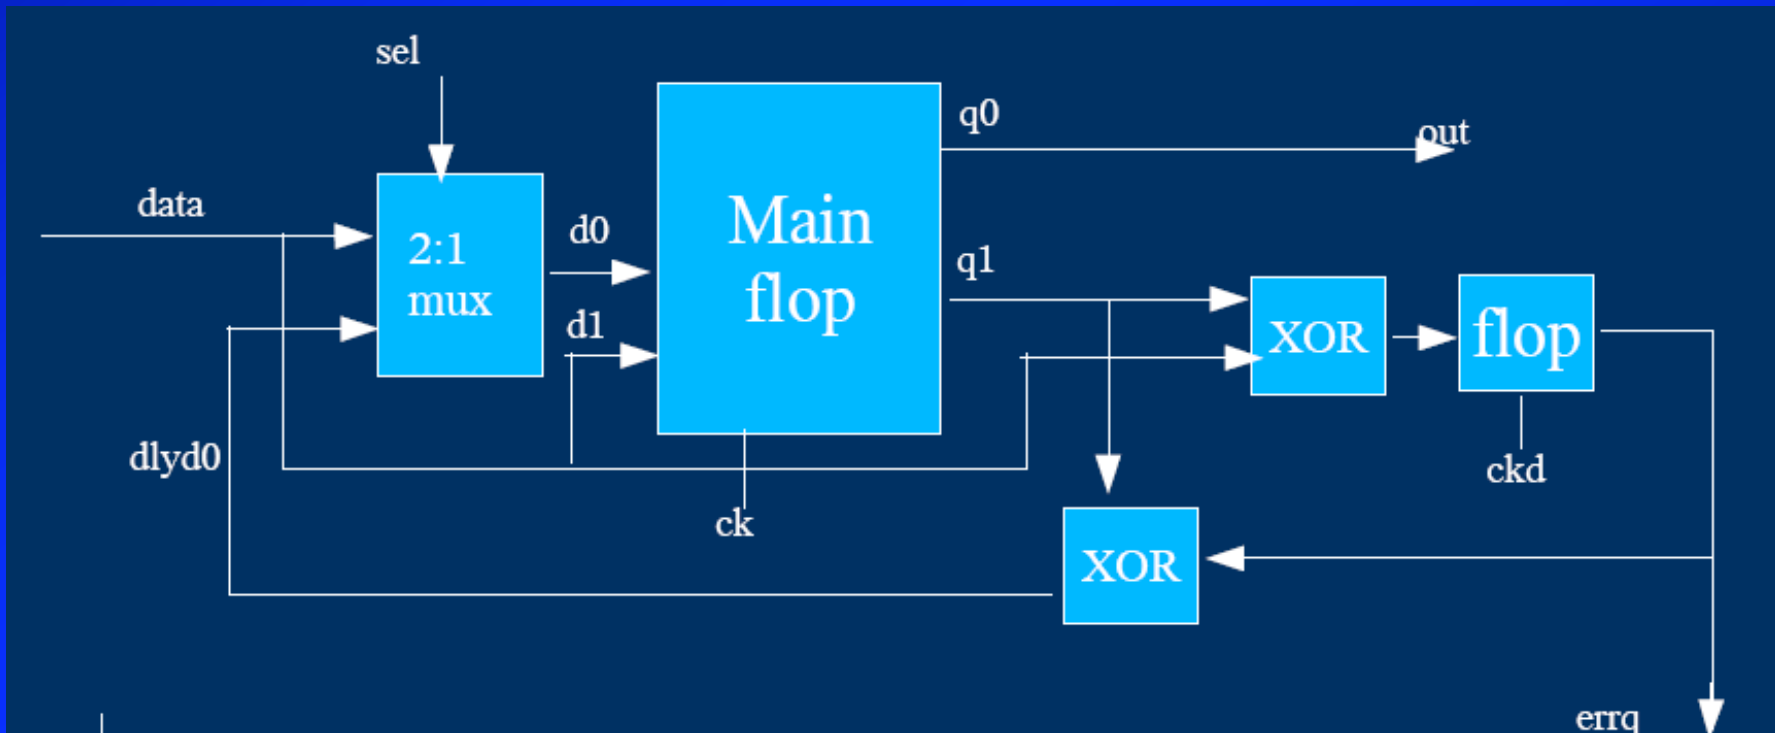 sel
q0
out
data
2:1
mux
d0
Main
flop
q1
d1
XOR
flop
dlyd0
ckd
ck
XOR
errq